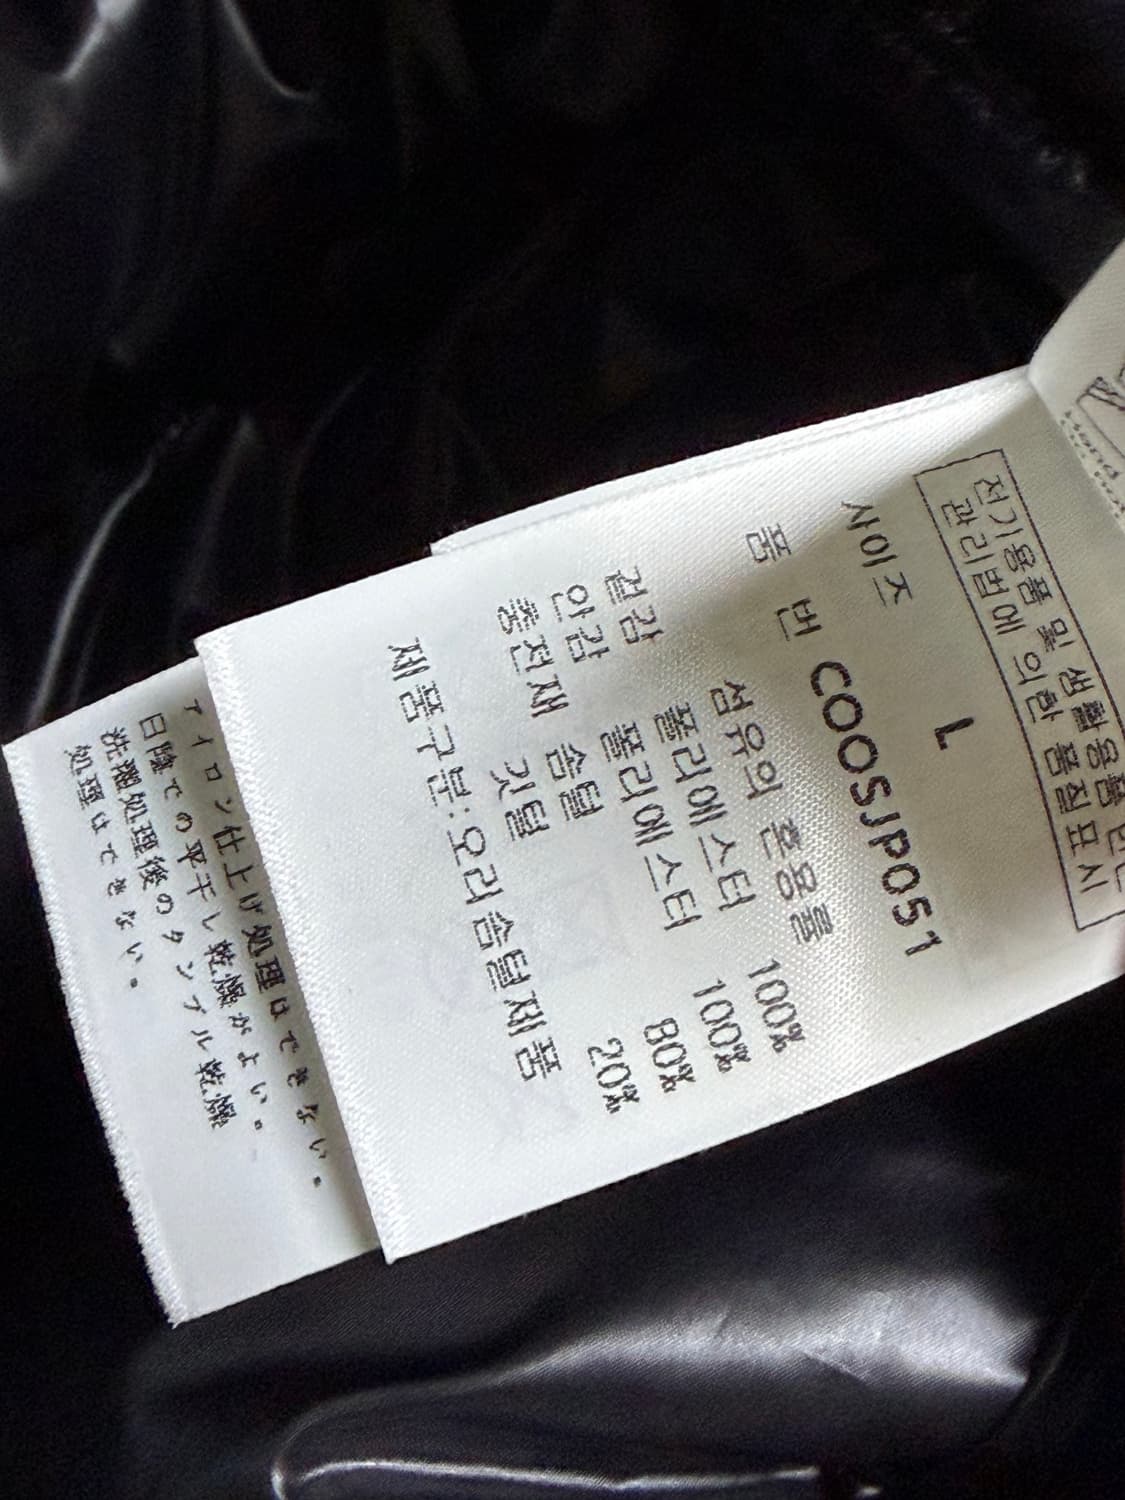 전기용품 및 생활용품 안
관리법에 의한 품질표시
사이즈 L
품 번 COOSJP051
섬유의 혼용률
겉감 폴리에스터 100%
안감 폴리에스터 100%
충전재 솜털 80%
깃털 20%
제품구분:오리솜털제품
アイロン仕上げ処理はできない。
日陰での平干し乾燥がよい。
洗濯処理後のタンブル乾燥
処理はできない。